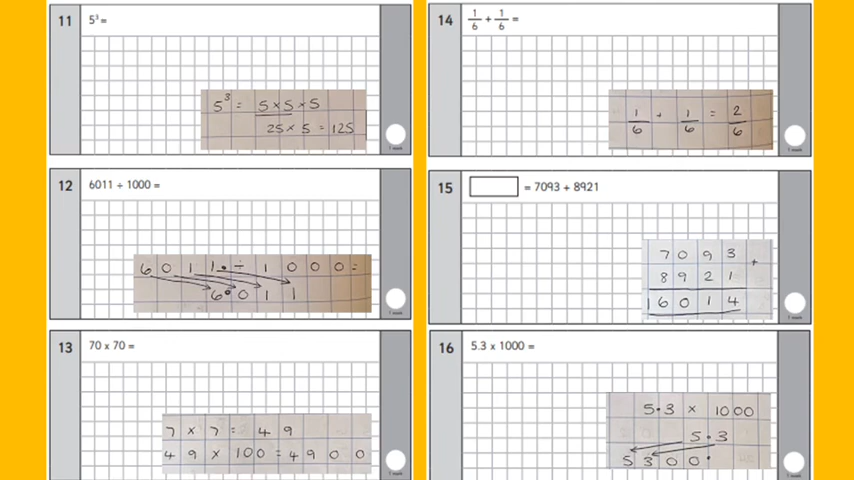 11 5³ =
5³ = 5 × 5 × 5
25 × 5 = 125
12 6011 ÷ 1000 =
6 0 1 1 . ÷ 1 0 0 0 =
6 . 0 1 1
13 70 x 70 =
7 × 7 = 4 9
4 9 × 100 = 4 9 0 0
14 1/6 + 1/6 =
1/6 + 1/6 = 2/6
15 = 7093 + 8921
7 0 9 3 +
8 9 2 1
1 6 0 1 4
16 5.3 x 1000 =
5.3 × 1000
5.3
5 3 0 0 .